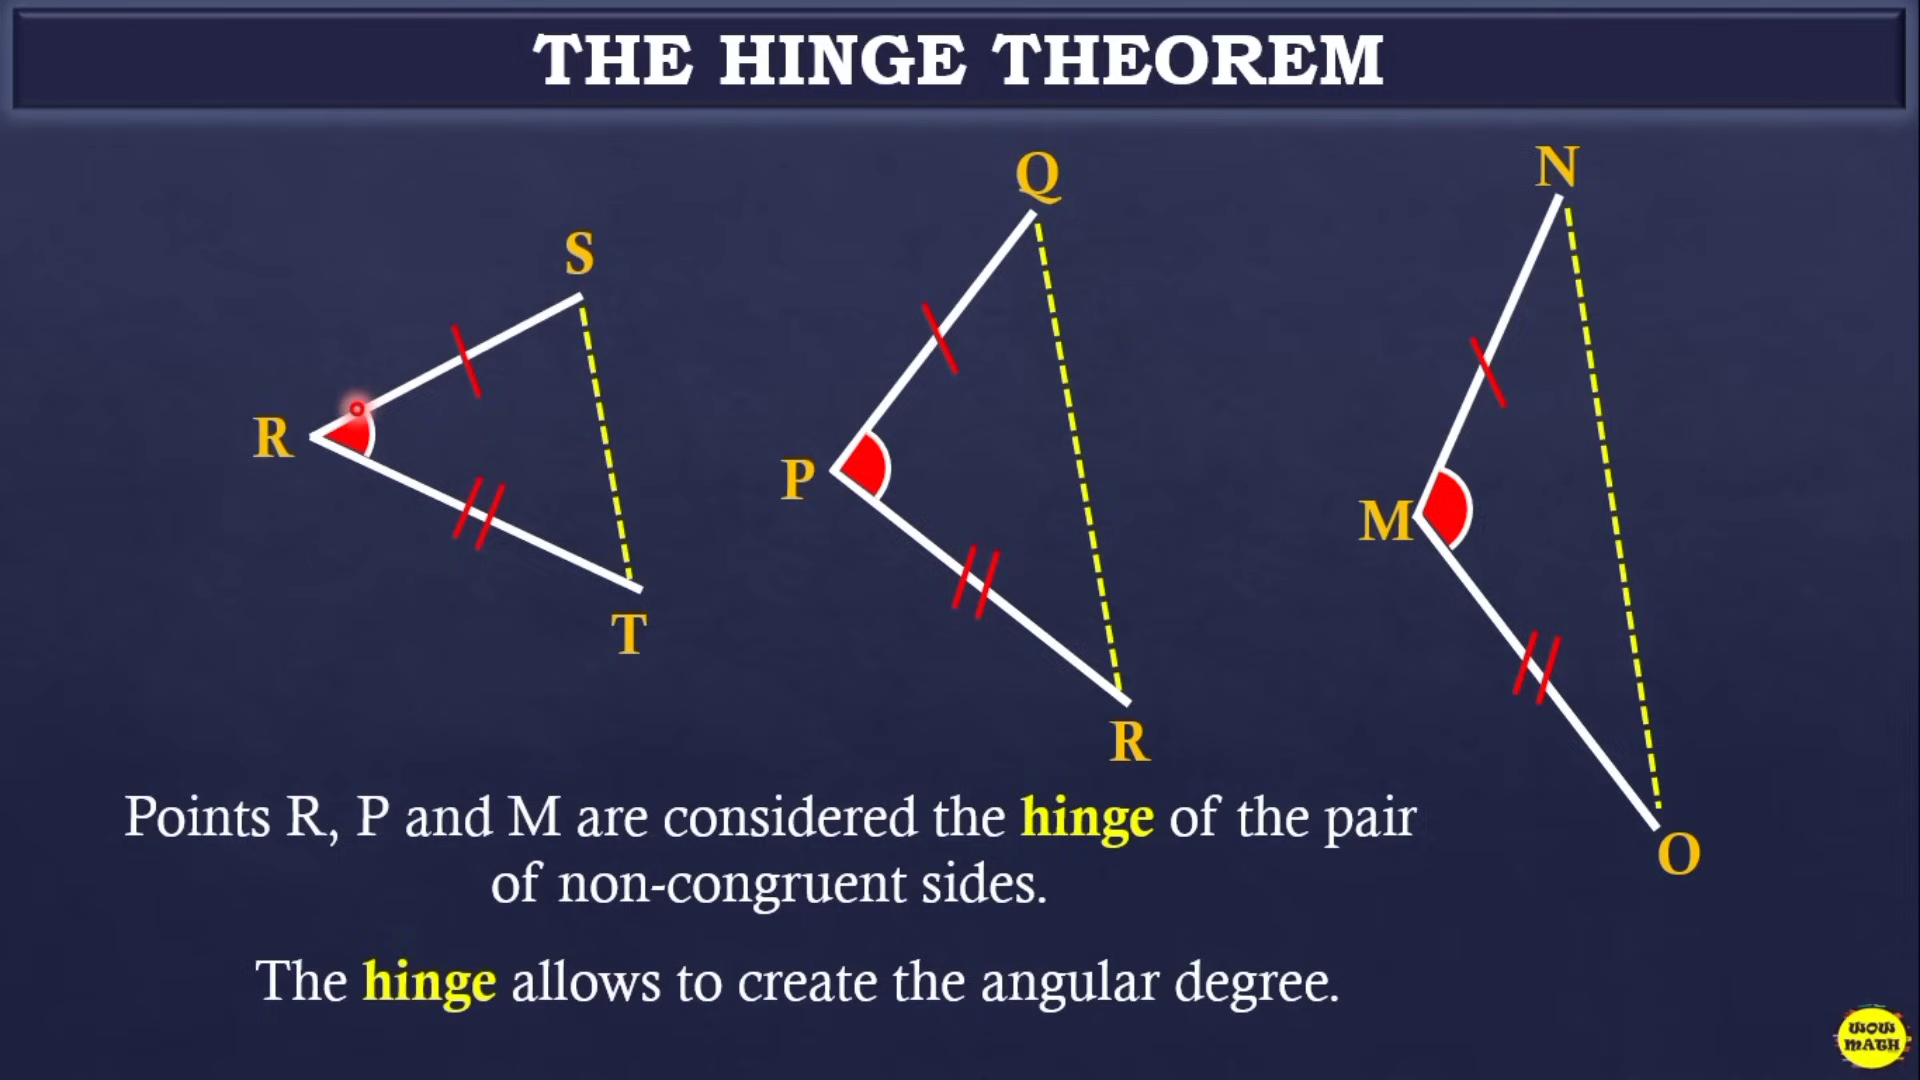 THE HINGE THEOREM
S
R
T
Q
P
R
N
M
O
Points R, P and M are considered the hinge of the pair
of non-congruent sides.
The hinge allows to create the angular degree.
WOW
MATH